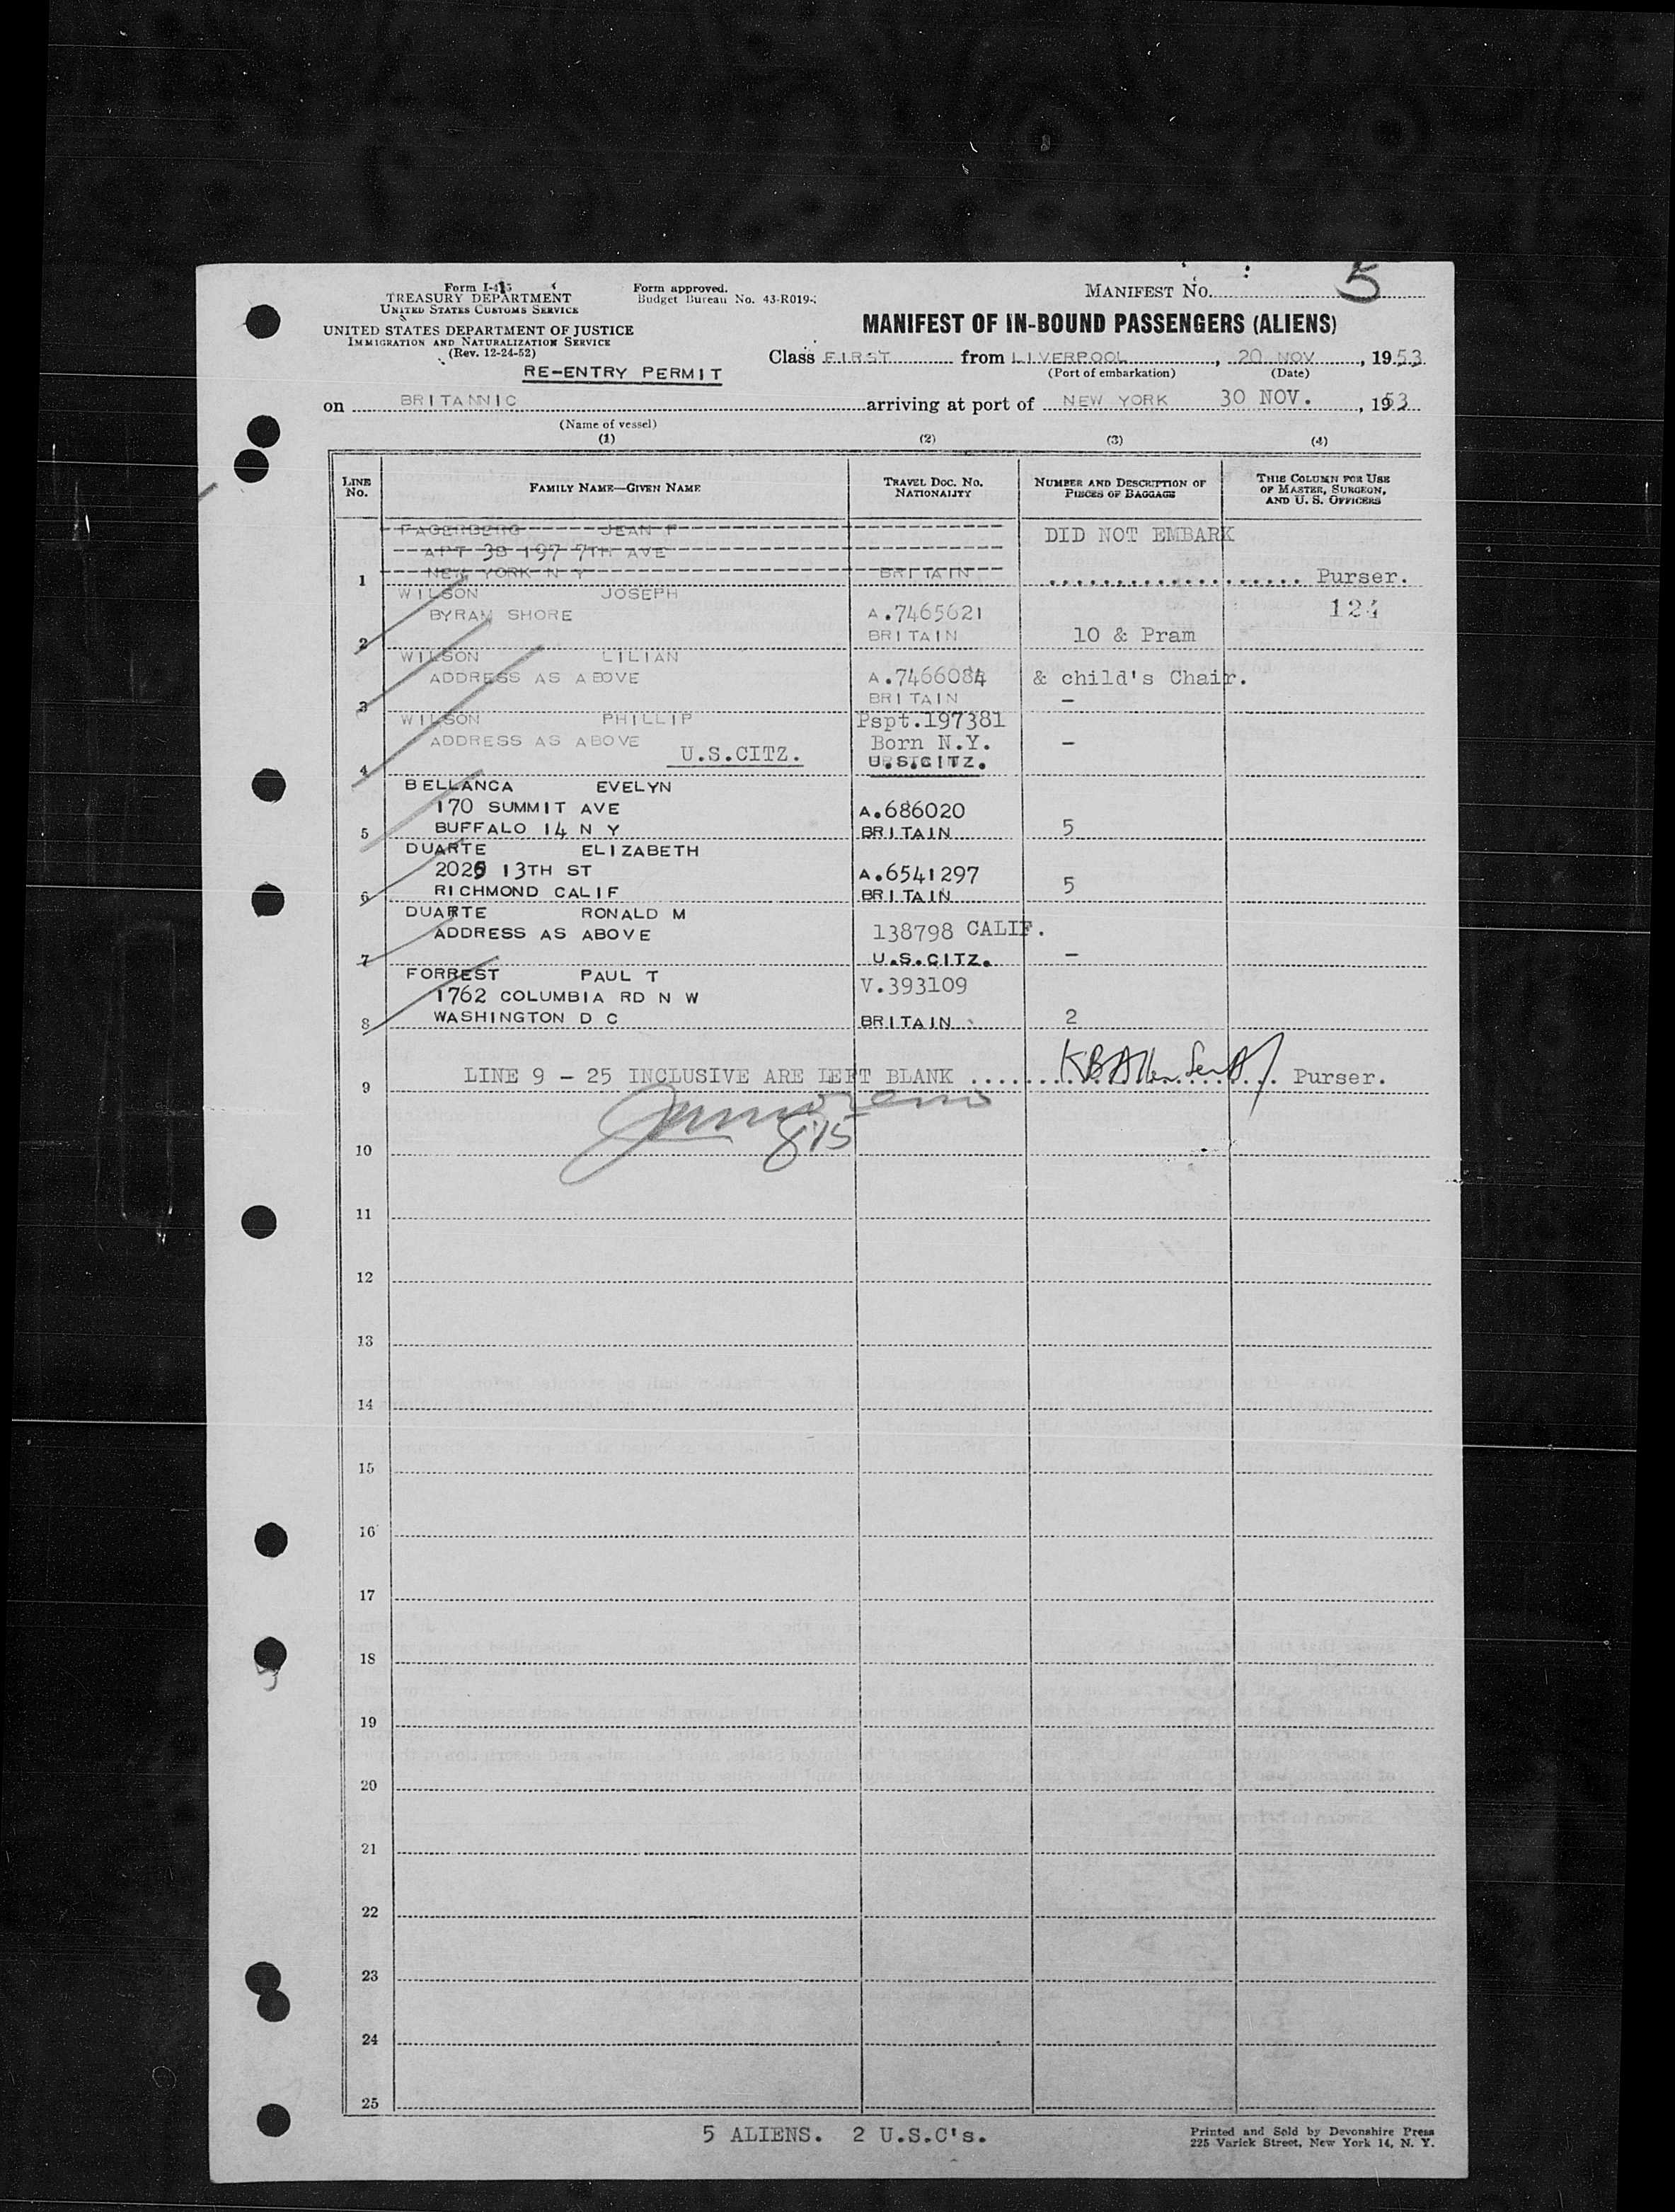 5
Form I-415
TREASURY DEPARTMENT
UNITED STATES CUSTOMS SERVICE
UNITED STATES DEPARTMENT OF JUSTICE
IMMIGRATION AND NATURALIZATION SERVICE
(Rev. 12-24-52)
RE-ENTRY PERMIT
Form approved.
Budget Bureau No. 43-R019-
MANIFEST NO.
MANIFEST OF IN-BOUND PASSENGERS (ALIENS)
Class FIRST from LIVERPOOL, 20 NOV, 1953
(Port of embarkation) (Date)
on BRITANNIC arriving at port of NEW YORK 30 NOV., 1953
(Name of vessel)
(1) (2) (3) (4)
LINE No. FAMILY NAME—GIVEN NAME TRAVEL DOC. NO. NATIONALITY NUMBER AND DESCRIPTION OF PIECES OF BAGGAGE THIS COLUMN FOR USE OF MASTER, SURGEON, AND U. S. OFFICERS
FAGERBERG JEAN F DID NOT EMBARK
APT 3B 197 7TH AVE
1 NEW YORK N Y BRITAIN Purser.
WILSON JOSEPH
BYRAM SHORE A.7465621 124
2 BRITAIN 10 & Pram
WILSON LILIAN
ADDRESS AS ABOVE A.7466084 & child's Chair.
3 BRITAIN –
WILSON PHILLIP Pspt.197381
ADDRESS AS ABOVE Born N.Y. –
4 U.S.CITZ. U.S.CITZ.
BELLANCA EVELYN
170 SUMMIT AVE A.686020
5 BUFFALO 14 N Y BRITAIN 5
DUARTE ELIZABETH
2025 13TH ST A.6541297
6 RICHMOND CALIF BRITAIN 5
DUARTE RONALD M
ADDRESS AS ABOVE 138798 CALIF.
7 U.S.CITZ. –
FORREST PAUL T
1762 COLUMBIA RD N W V.393109
8 WASHINGTON D C BRITAIN 2
9 LINE 9 – 25 INCLUSIVE ARE LEFT BLANK Purser.
815
10
11
12
13
14
15
16
17
18
19
20
21
22
23
24
25
5 ALIENS. 2 U.S.C's.
Printed and Sold by Devonshire Press
225 Varick Street, New York 14, N. Y.